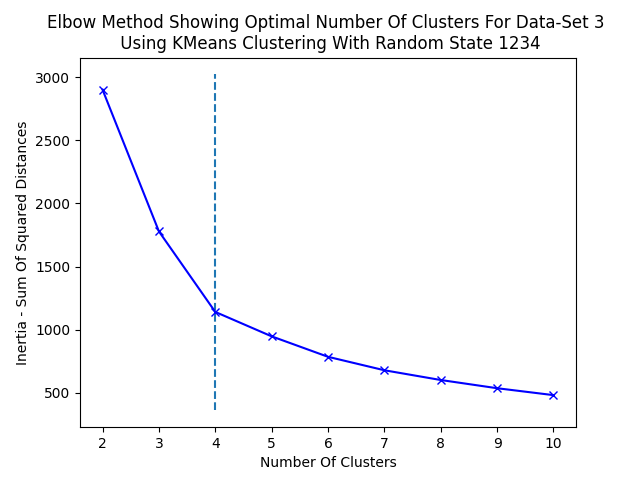 Elbow Method Showing Optimal Number Of Clusters For Data-Set 3
Using KMeans Clustering With Random State 1234
3000
2500
2000
1500
1000
500
Inertia - Sum Of Squared Distances
2 3 4 5 6 7 8 9 10
Number Of Clusters